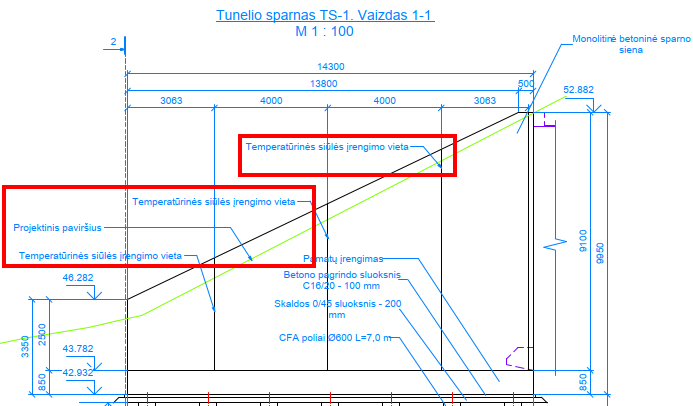 Tunelio sparnas TS-1. Vaizdas 1-1
M 1 : 100
2
Monolitinė betoninė sparno
siena
14300
13800
500
3063
4000
4000
3063
52.882
Temperatūrinės siūlės įrengimo vieta
Temperatūrinės siūlės įrengimo vieta
Projektinis paviršius
Temperatūrinės siūlės įrengimo vieta
Pamatų įrengimas
Betono pagrindo sluoksnis
C16/20 - 100 mm
Skaldos 0/45 sluoksnis - 200
mm
CFA poliai Ø600 L=7,0 m
46.282
43.782
42.932
3350
2500
850
9100
9950
850